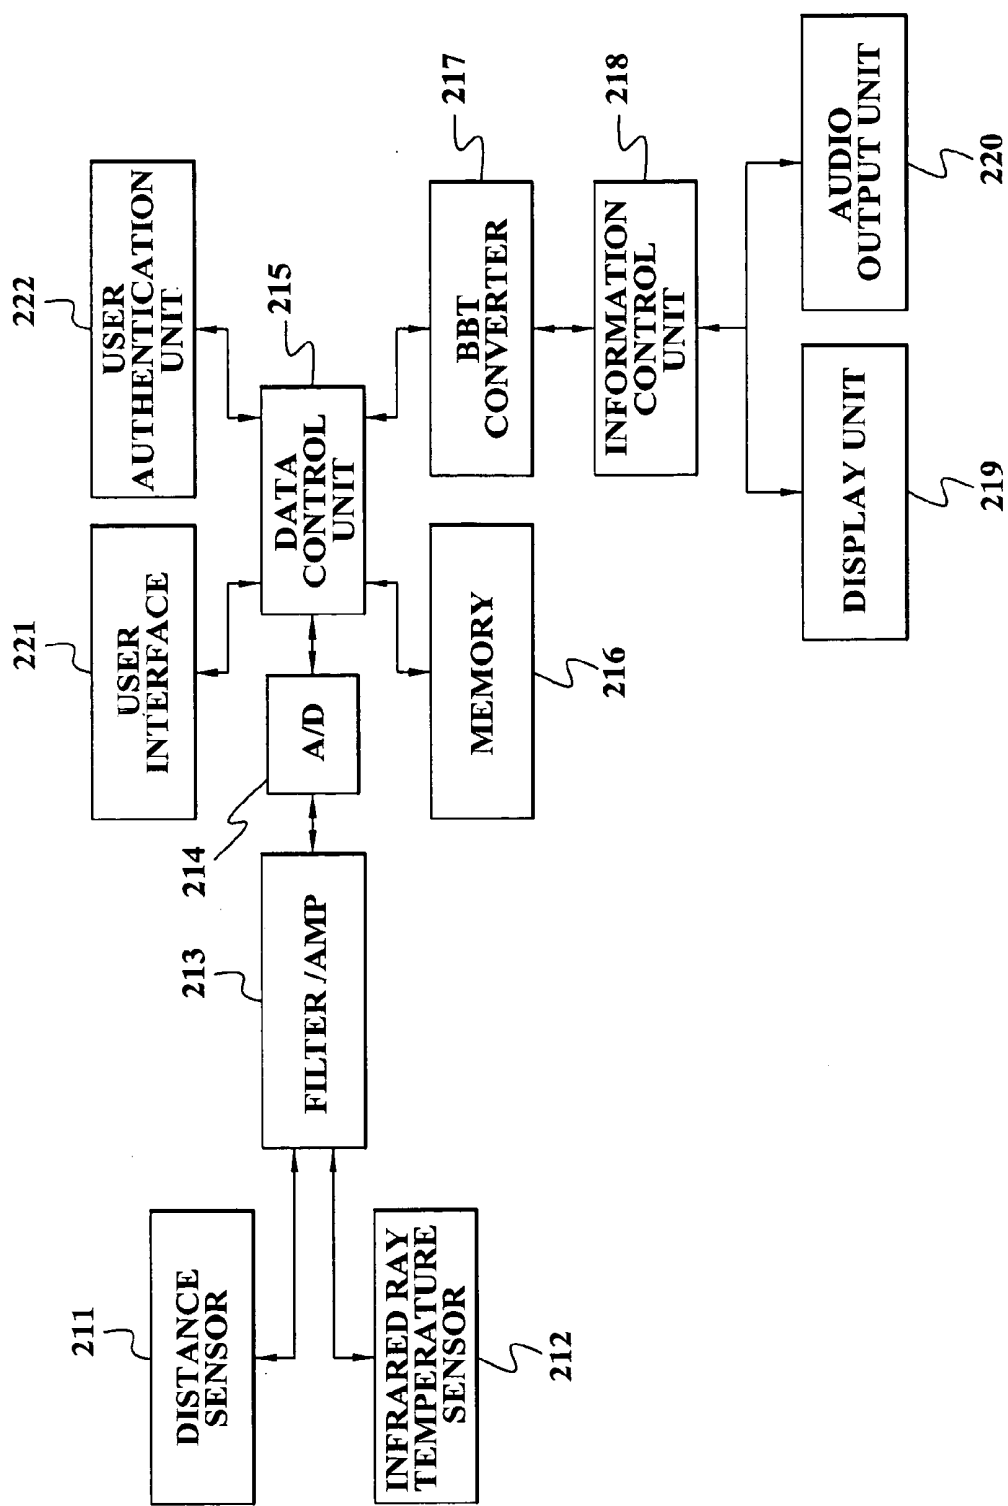 211
DISTANCE
SENSOR
INFRARED RAY
TEMPERATURE
SENSOR
212
213
FILTER /AMP
214
A/D
221
USER
INTERFACE
222
USER
AUTHENTICATION
UNIT
215
DATA
CONTROL
UNIT
MEMORY
216
217
BBT
CONVERTER
218
INFORMATION
CONTROL
UNIT
DISPLAY UNIT
219
AUDIO
OUTPUT UNIT
220